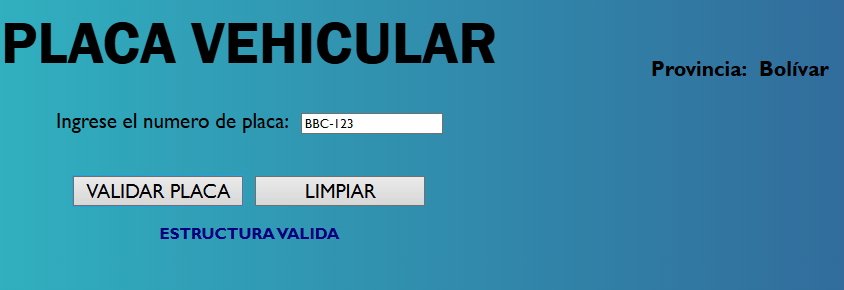 PLACA VEHICULAR
Provincia: Bolívar
Ingrese el numero de placa: BBC-123
VALIDAR PLACA LIMPIAR
ESTRUCTURA VALIDA